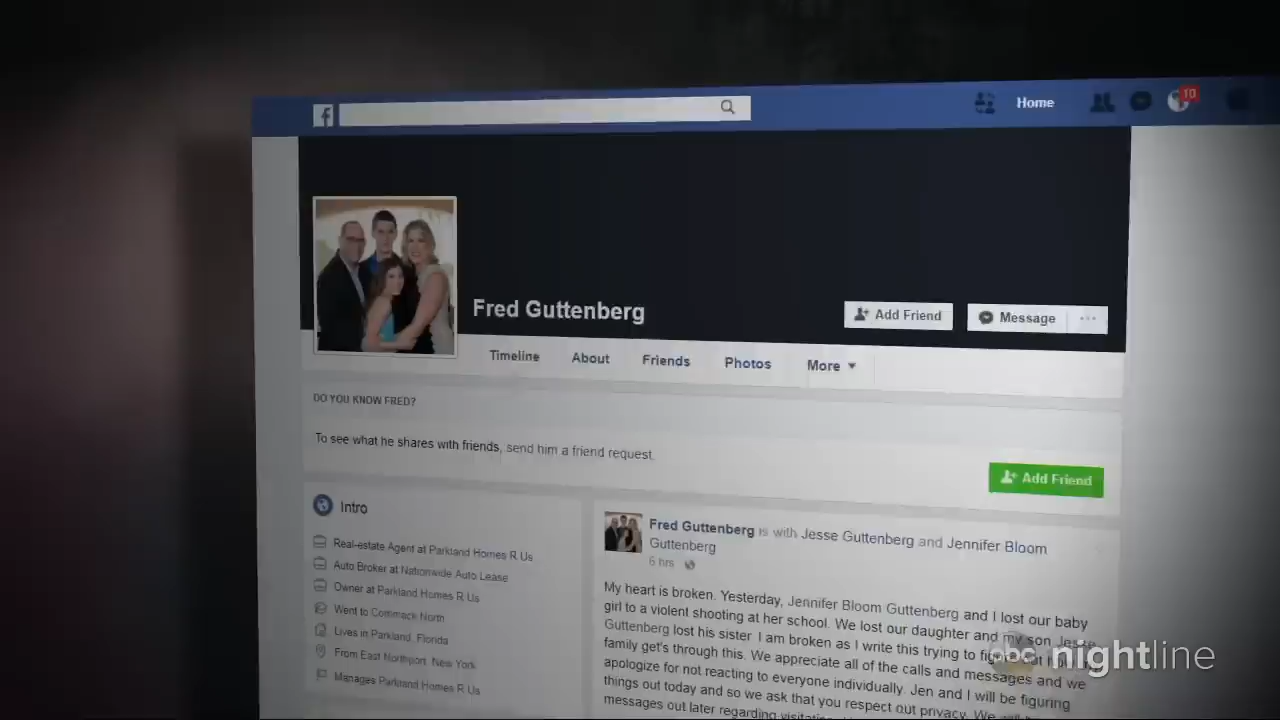 f
Home
10
Fred Guttenberg
Add Friend
Message
Timeline
About
Friends
Photos
More
DO YOU KNOW FRED?
To see what he shares with friends, send him a friend request.
Add Friend
Intro
Real-estate Agent at Parkland Homes R Us
Auto Broker at Nationwide Auto Lease
Owner at Parkland Homes R Us
Went to Commack North
Lives in Parkland, Florida
From East Northport, New York
Manages Parkland Homes R Us
Fred Guttenberg is with Jesse Guttenberg and Jennifer Bloom
Guttenberg
6 hrs
My heart is broken. Yesterday, Jennifer Bloom Guttenberg and I lost our baby
girl to a violent shooting at her school. We lost our daughter and my son Jesse
Guttenberg lost his sister. I am broken as I write this trying to
family get's through this. We appreciate all of the calls and messages and we
apologize for not reacting to everyone individually. Jen and I will be figuring
things out today and so we ask that you respect out privacy. We
messages out later regarding
abc nightline